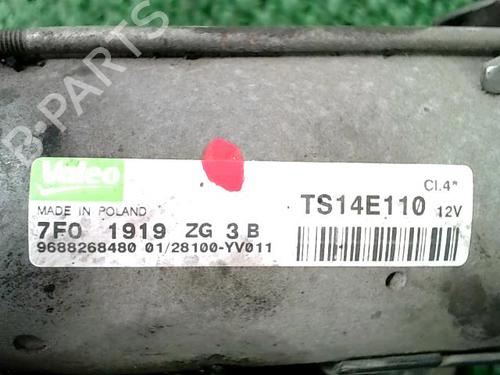 B-PARTS
Valeo
MADE IN POLAND
7F0 1919 ZG 3 B
9688268480 01/28100-YV011
Cl.4*
TS14E110 12V